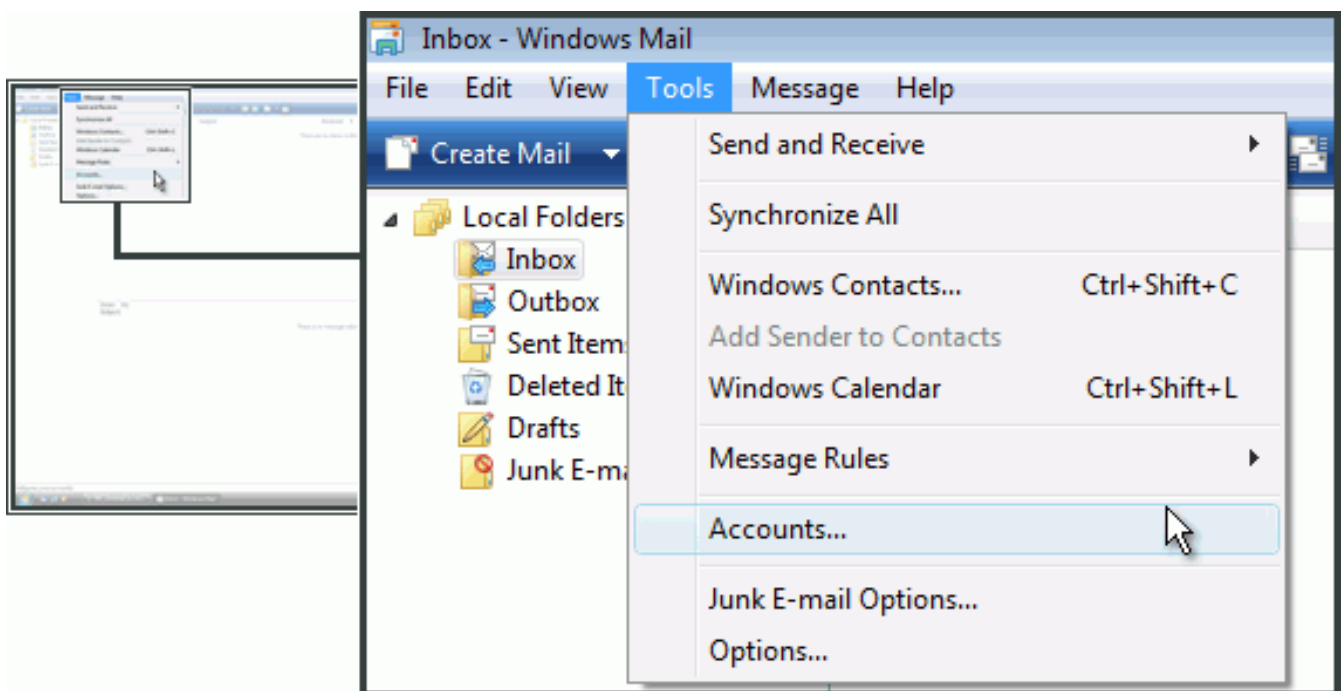 Inbox - Windows Mail
File Edit View Tools Message Help
Create Mail
Send and Receive
Local Folders
Synchronize All
Inbox
Windows Contacts... Ctrl+Shift+C
Outbox
Add Sender to Contacts
Sent Item
Windows Calendar Ctrl+Shift+L
Deleted It
Drafts
Message Rules
Junk E-ma
Accounts...
Junk E-mail Options...
Options...